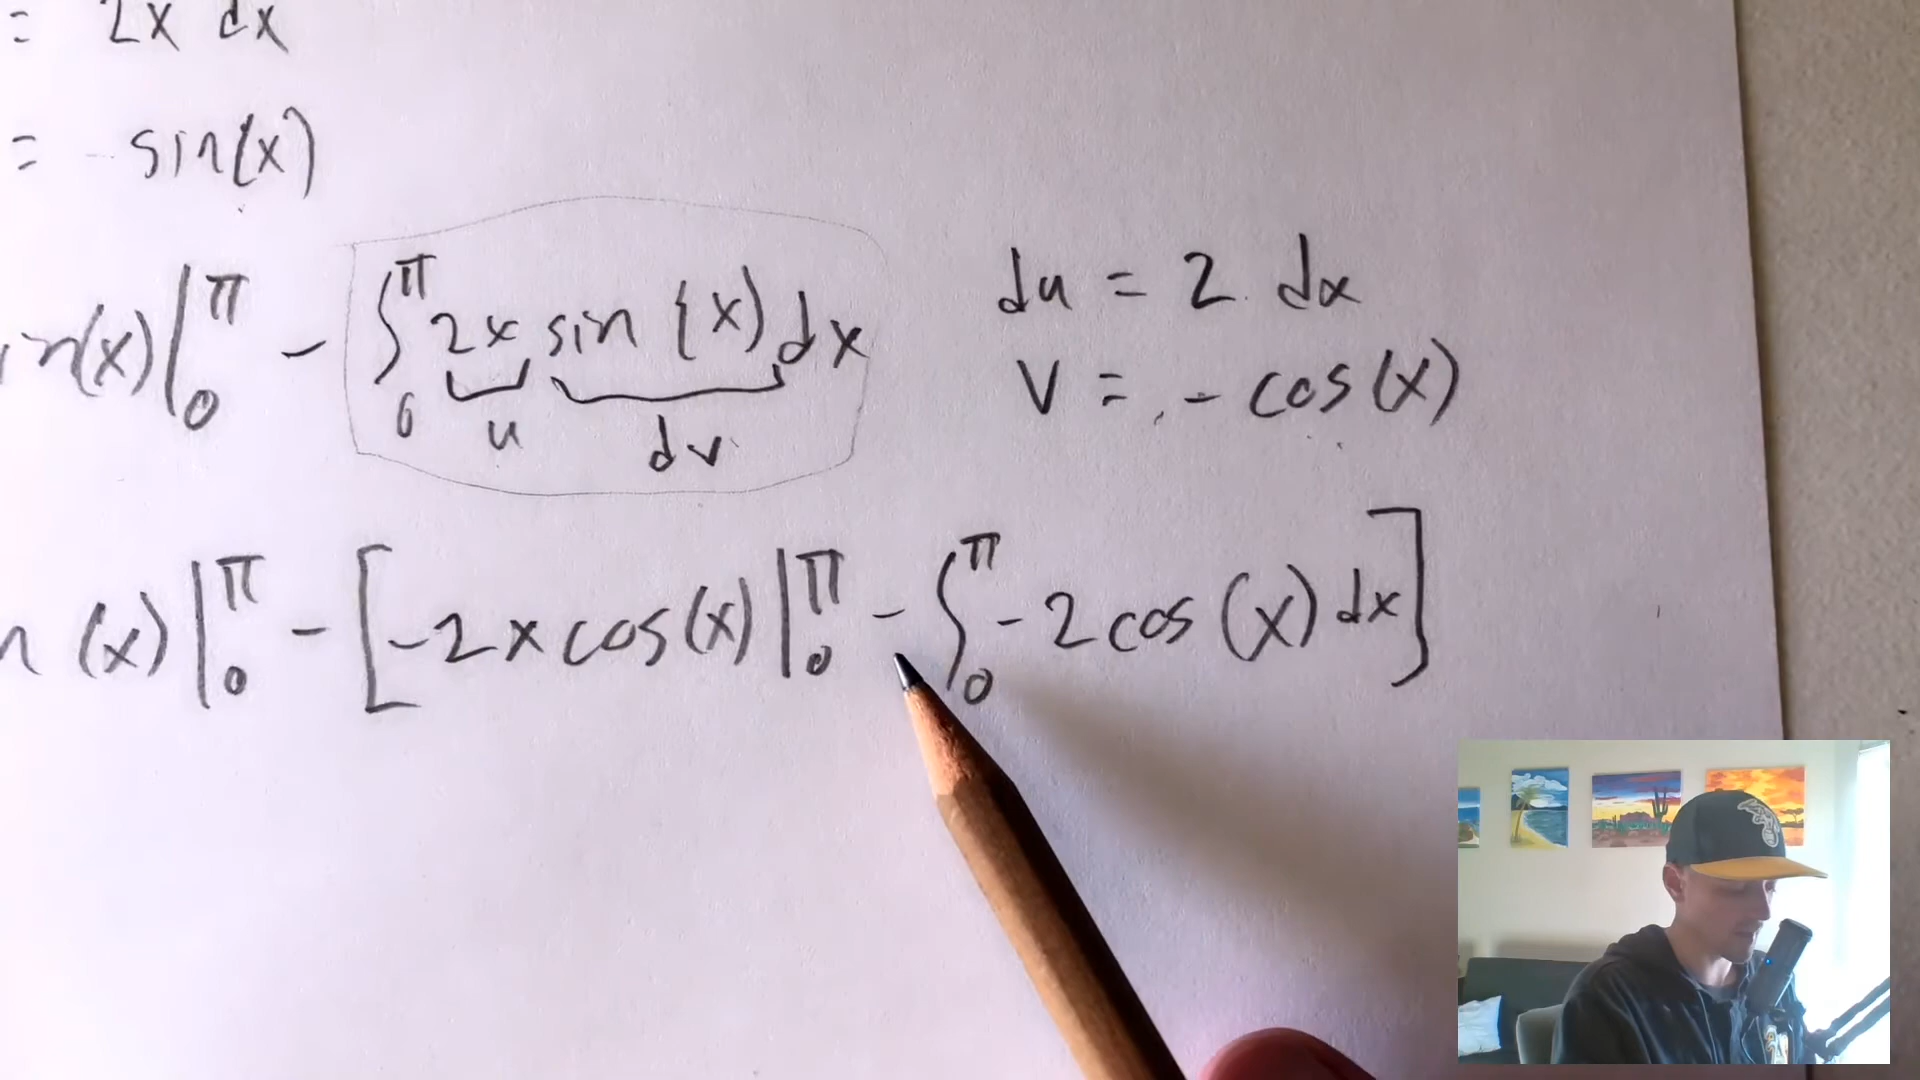 = 2x dx
= sin(x)
in(x)|₀^π - ∫₀^π 2x sin(x) dx
u dv
du = 2 dx
v = - cos(x)
n(x)|₀^π - [-2x cos(x)|₀^π - ∫₀^π -2 cos(x) dx]